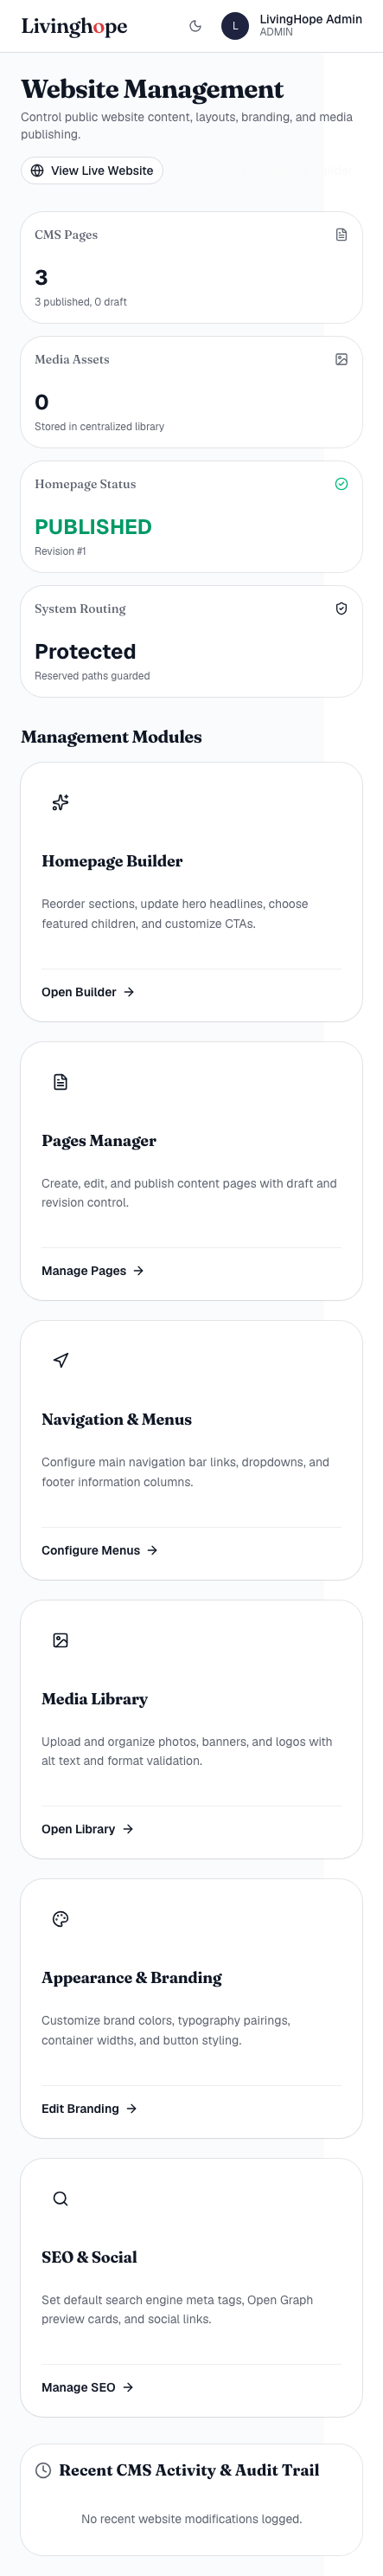 Livinghope
L
LivingHope Admin
ADMIN
Website Management
Control public website content, layouts, branding, and media
publishing.
View Live Website
CMS Pages
3
3 published, 0 draft
Media Assets
0
Stored in centralized library
Homepage Status
PUBLISHED
Revision #1
System Routing
Protected
Reserved paths guarded
Management Modules
Homepage Builder
Reorder sections, update hero headlines, choose
featured children, and customize CTAs.
Open Builder
Pages Manager
Create, edit, and publish content pages with draft and
revision control.
Manage Pages
Navigation & Menus
Configure main navigation bar links, dropdowns, and
footer information columns.
Configure Menus
Media Library
Upload and organize photos, banners, and logos with
alt text and format validation.
Open Library
Appearance & Branding
Customize brand colors, typography pairings,
container widths, and button styling.
Edit Branding
SEO & Social
Set default search engine meta tags, Open Graph
preview cards, and social links.
Manage SEO
Recent CMS Activity & Audit Trail
No recent website modifications logged.